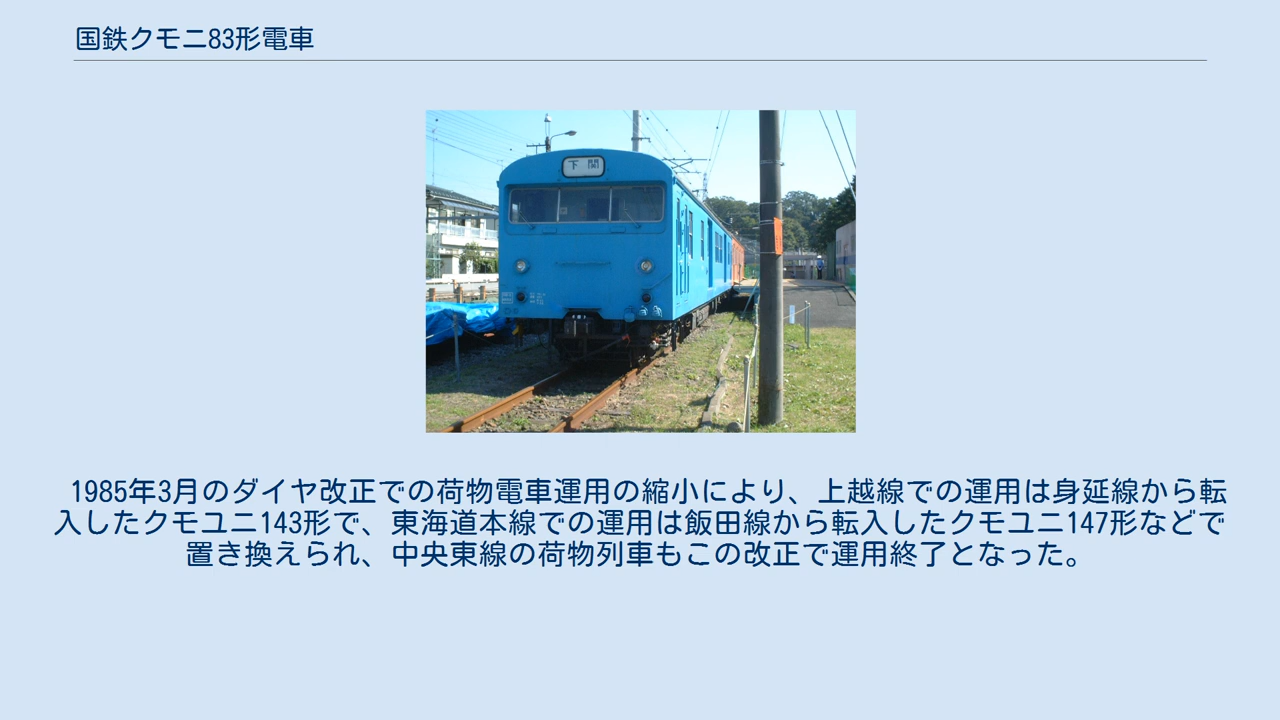 国鉄クモニ83形電車
下関
1985年3月のダイヤ改正での荷物電車運用の縮小により、上越線での運用は身延線から転
入したクモユニ143形で、東海道本線での運用は飯田線から転入したクモユニ147形などで
置き換えられ、中央東線の荷物列車もこの改正で運用終了となった。